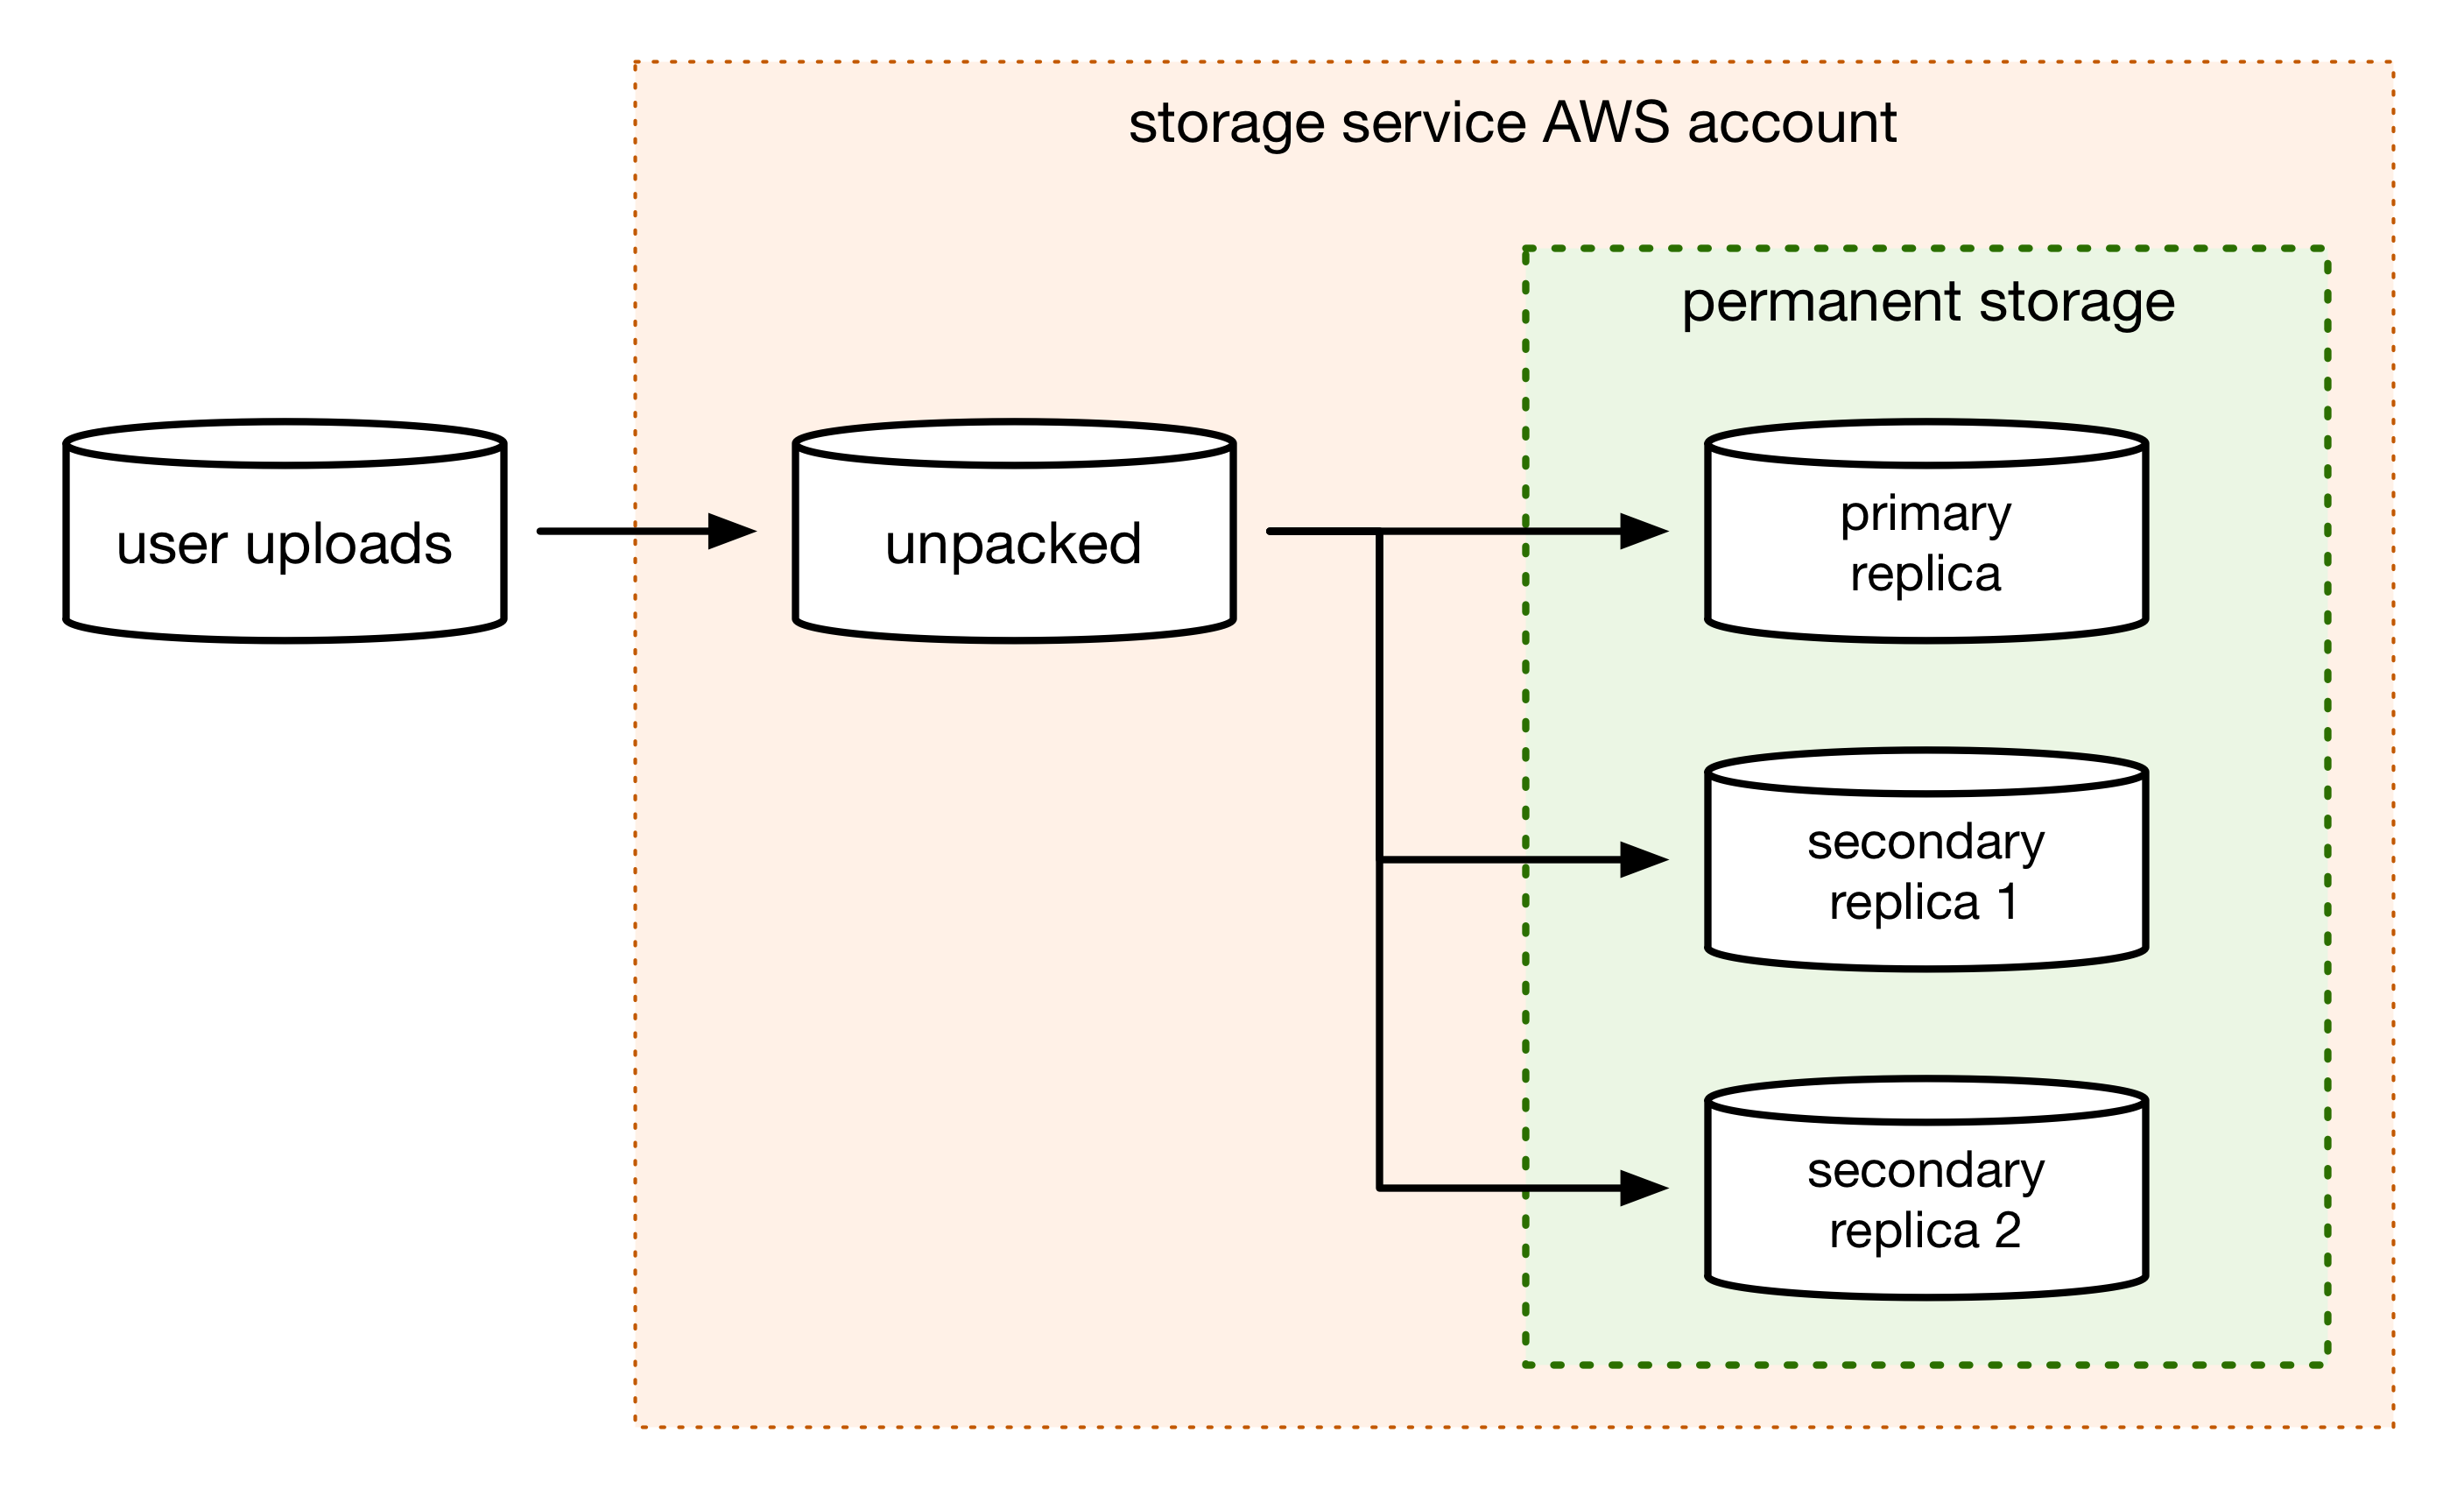 storage service AWS account
permanent storage
user uploads
unpacked
primary
replica
secondary
replica 1
secondary
replica 2